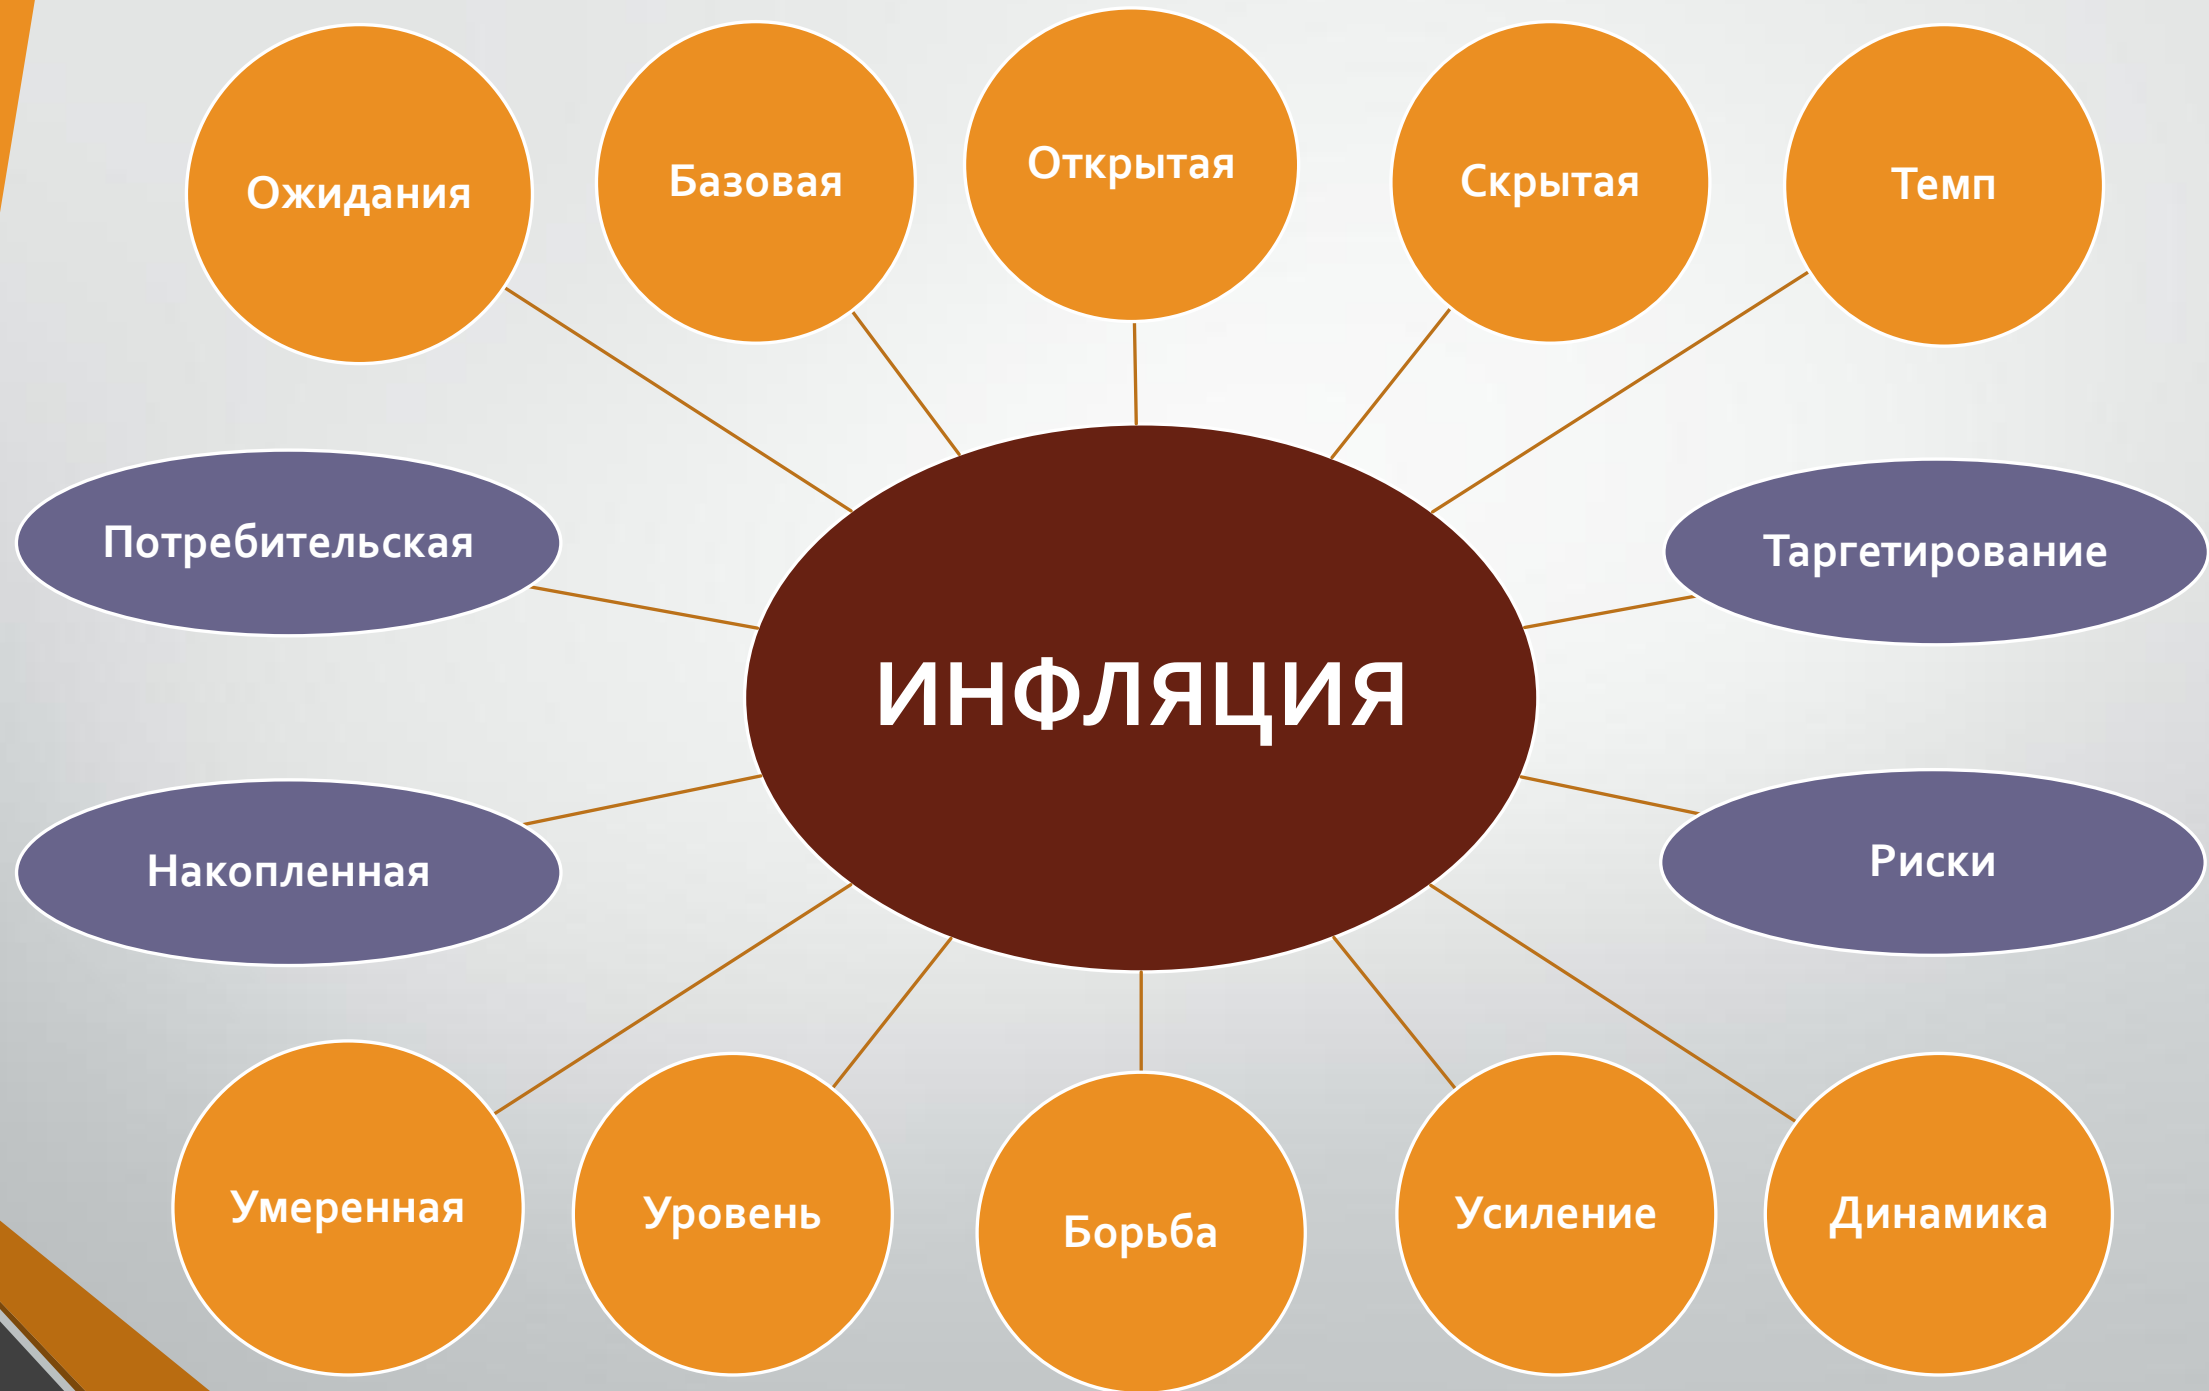 Ожидания
Базовая
Открытая
Скрытая
Темп
Потребительская
Таргетирование
ИНФЛЯЦИЯ
Накопленная
Риски
Умеренная
Уровень
Борьба
Усиление
Динамика